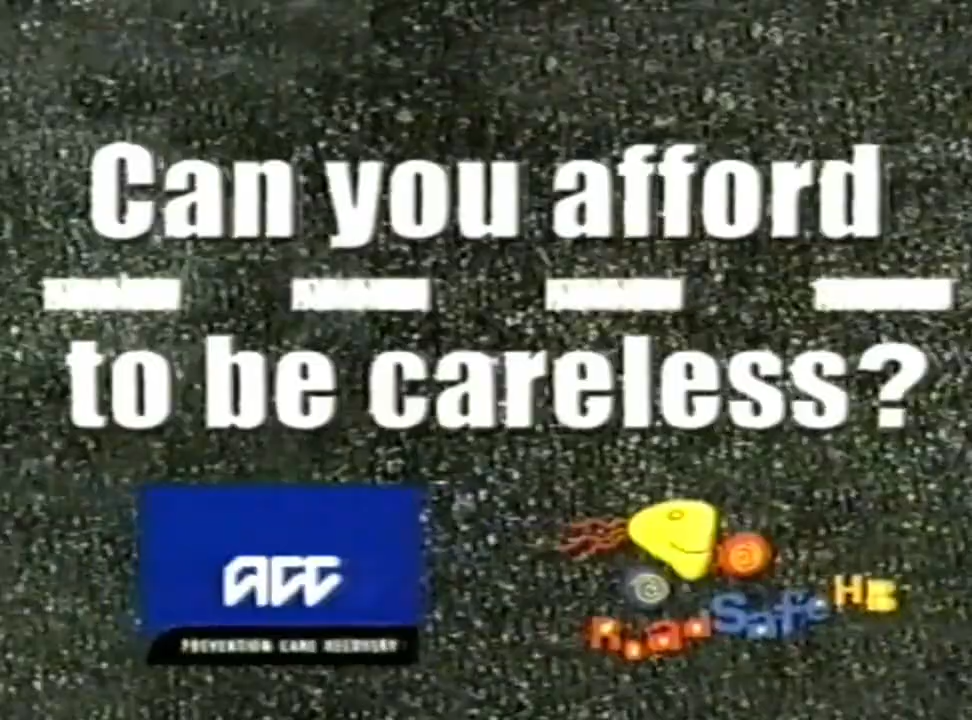 Can you afford
to be careless?
acc
PREVENTION CARE RECOVERY
RoadSafe HB